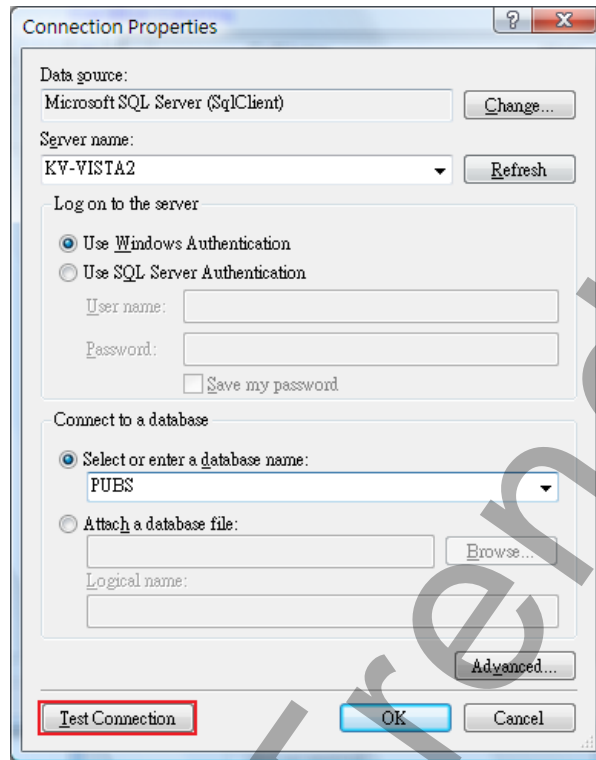 Connection Properties
?
Data source:
Microsoft SQL Server (SqlClient)
Change...
Server name:
KV-VISTA2
Refresh
Log on to the server
Use Windows Authentication
Use SQL Server Authentication
User name:
Password:
Save my password
Connect to a database
Select or enter a database name:
PUBS
Attach a database file:
Browse...
Logical name:
Advanced...
Test Connection
OK
Cancel